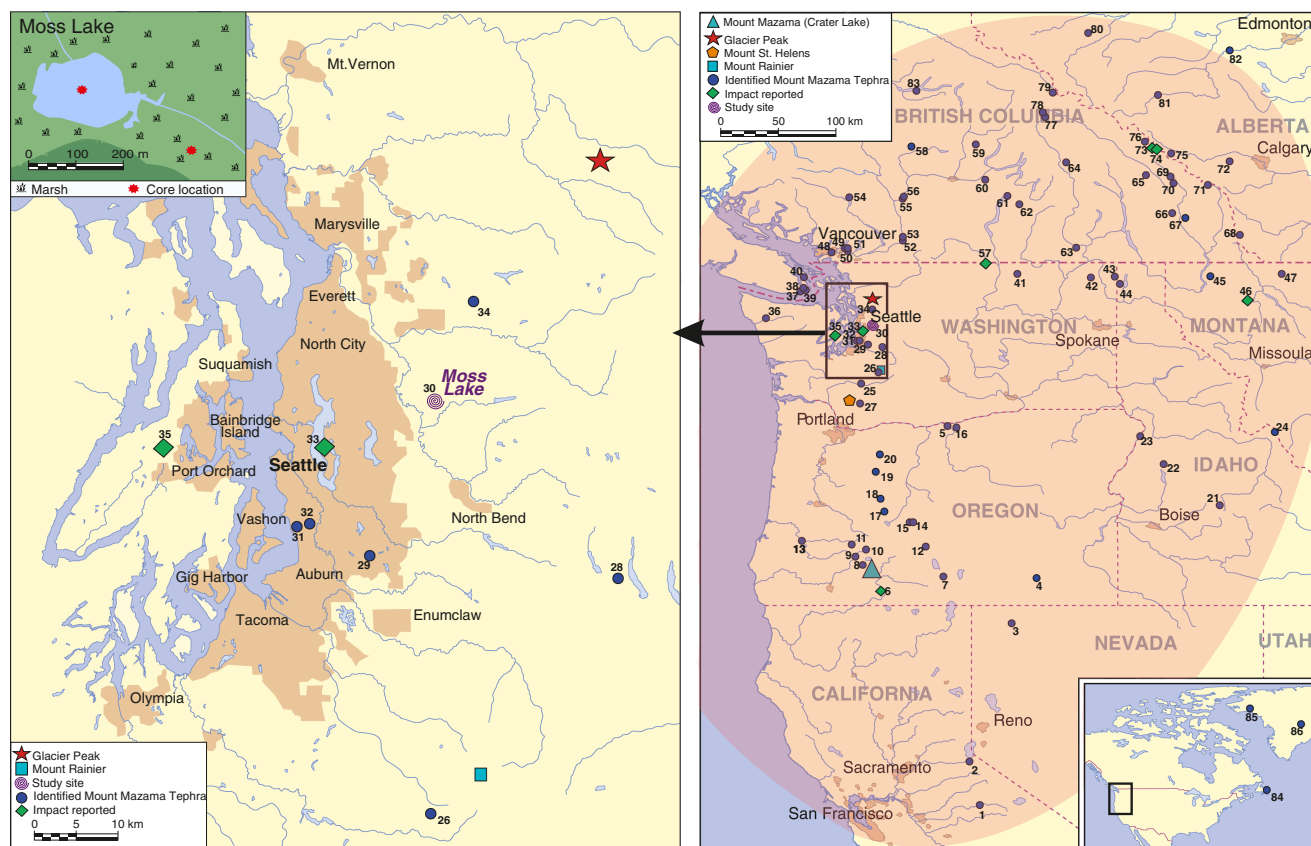 Moss Lake
0 100 200 m
Marsh
Core location
Mt.Vernon
Marysville
Everett
34
North City
Suquamish
30
Moss
Lake
Bainbridge
Island
35
33
Seattle
Port Orchard
North Bend
Vashon
32
31
29
28
Auburn
Gig Harbor
Enumclaw
Tacoma
Olympia
26
Glacier Peak
Mount Rainier
Study site
Identified Mount Mazama Tephra
Impact reported
0 5 10 km
Mount Mazama (Crater Lake)
Glacier Peak
Mount St. Helens
Mount Rainier
Identified Mount Mazama Tephra
Impact reported
Study site
0 50 100 km
Edmonton
80
82
83
79
81
78
77
BRITISH COLUMBIA
ALBERTA
Calgary
76
73
74
75
72
58
59
60
64
65
69
70
71
54
56
55
61
62
66
67
68
Vancouver
53
52
48
49
51
50
57
63
40
38
37
39
41
42
43
44
45
47
46
36
34
Seattle
35
33
32
31
30
29
28
26
WASHINGTON
Spokane
MONTANA
Missoula
25
27
Portland
5
16
23
24
20
19
22
IDAHO
18
17
21
15
14
OREGON
Boise
13
11
10
9
8
12
7
6
4
3
NEVADA
UTAH
CALIFORNIA
Reno
2
Sacramento
San Francisco
1
85
86
84